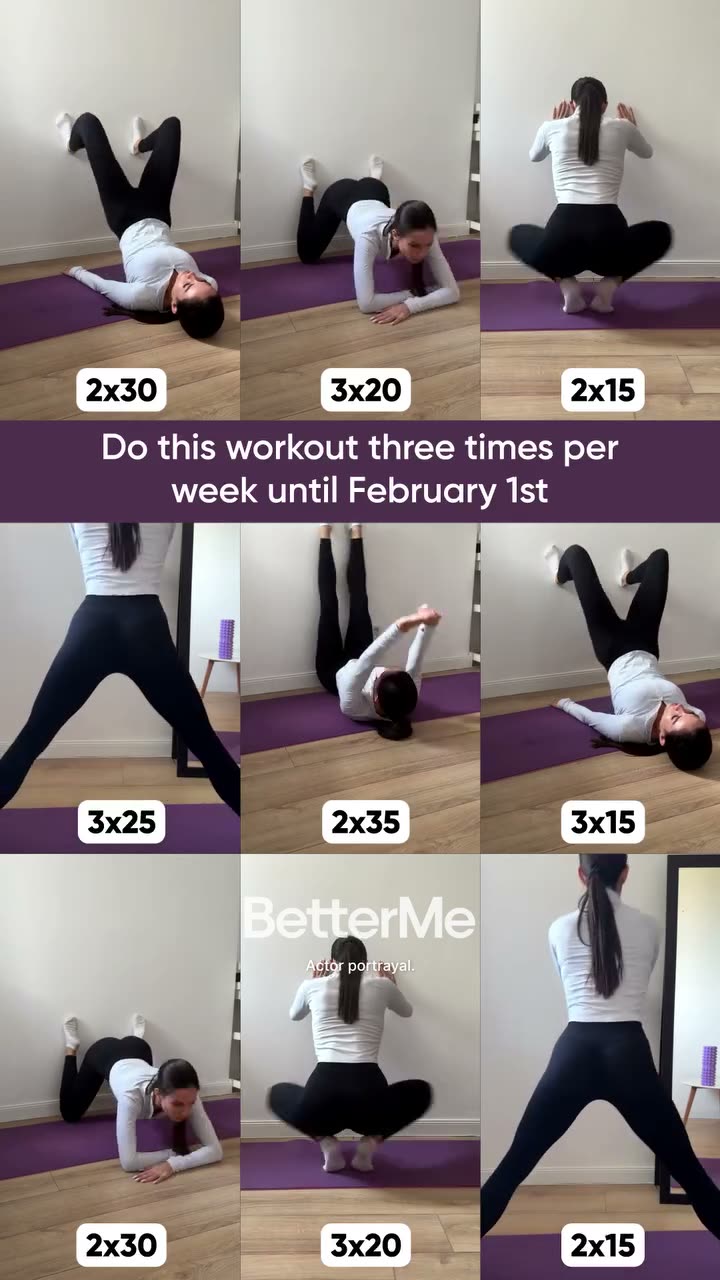 2x30
3x20
2x15
Do this workout three times per
week until February 1st
3x25
2x35
3x15
BetterMe
Actor portrayal.
2x30
3x20
2x15